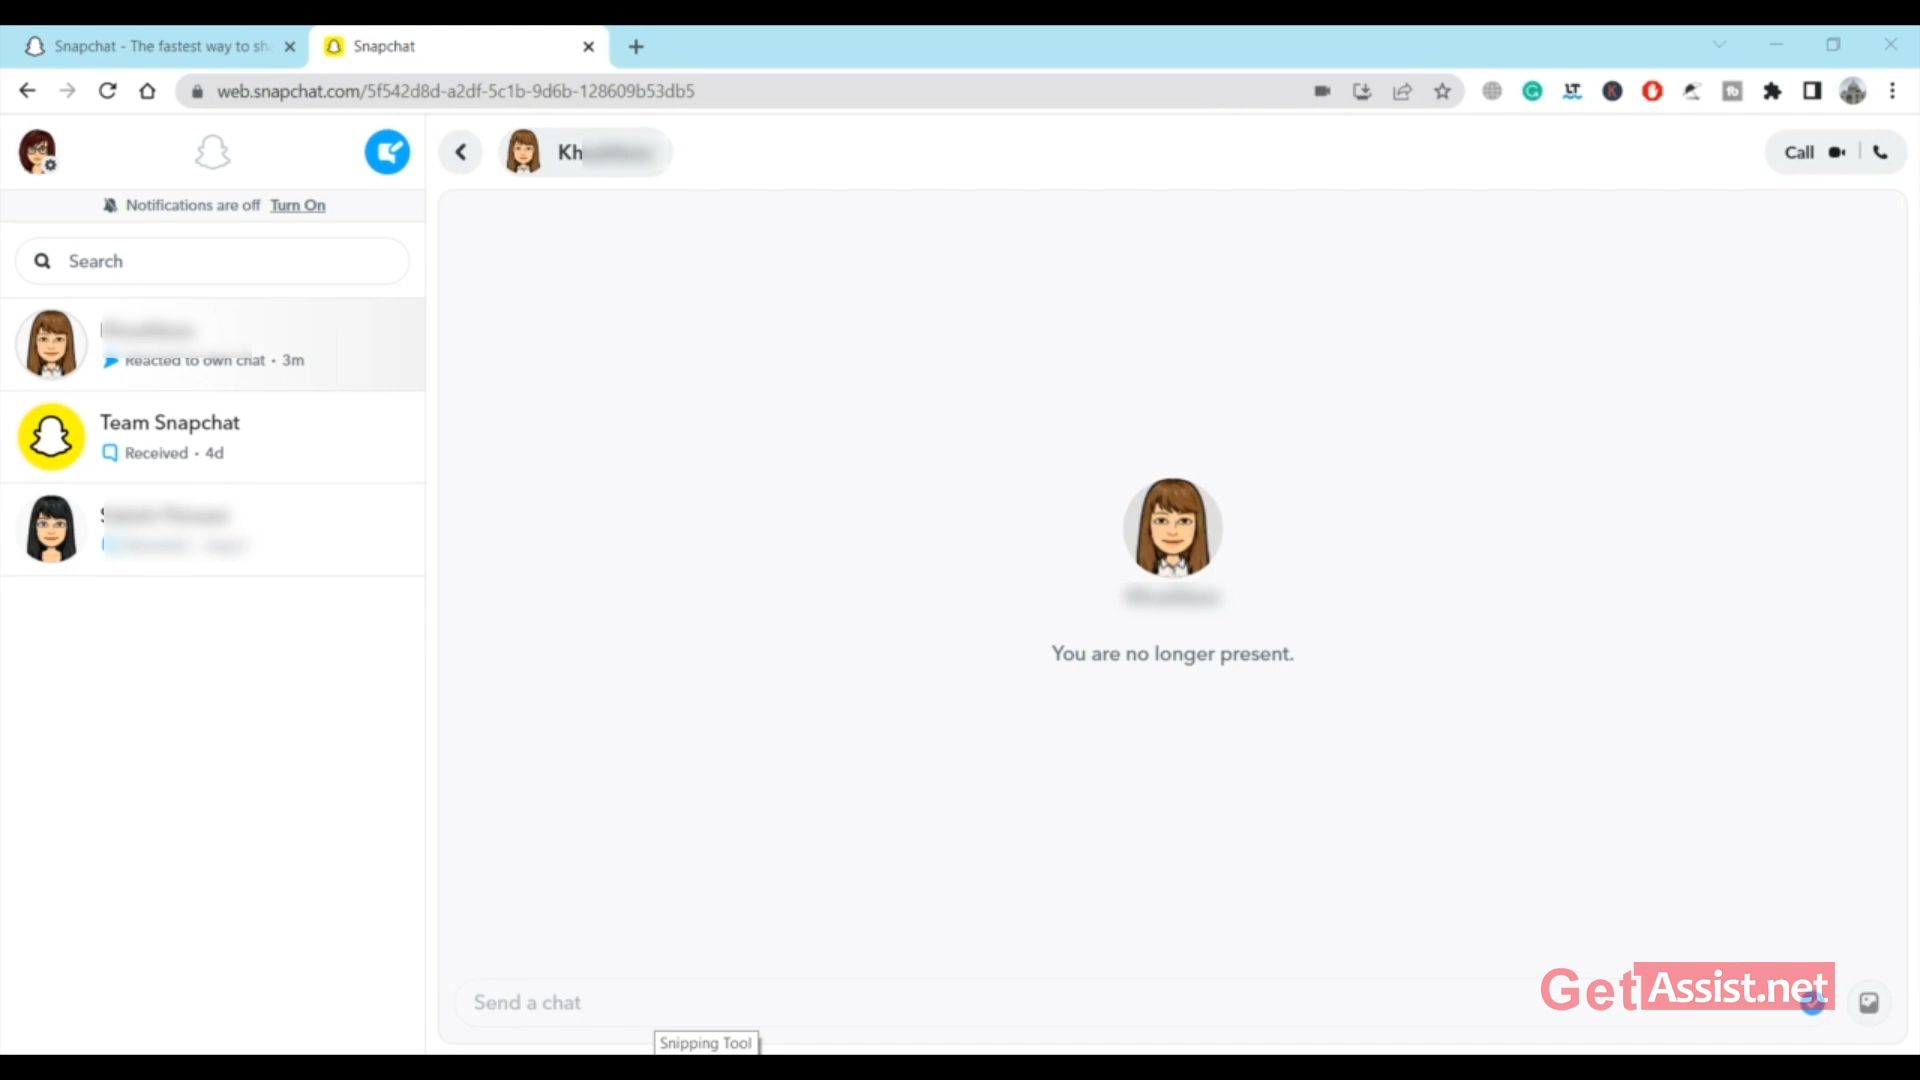 Snapchat - The fastest way to sh
Snapchat
web.snapchat.com/5f542d8d-a2df-5c1b-9d6b-128609b53db5
Kh
Call
Notifications are off Turn On
Search
Reacted to own chat · 3m
Team Snapchat
Received · 4d
You are no longer present.
Send a chat
GetAssist.net
Snipping Tool